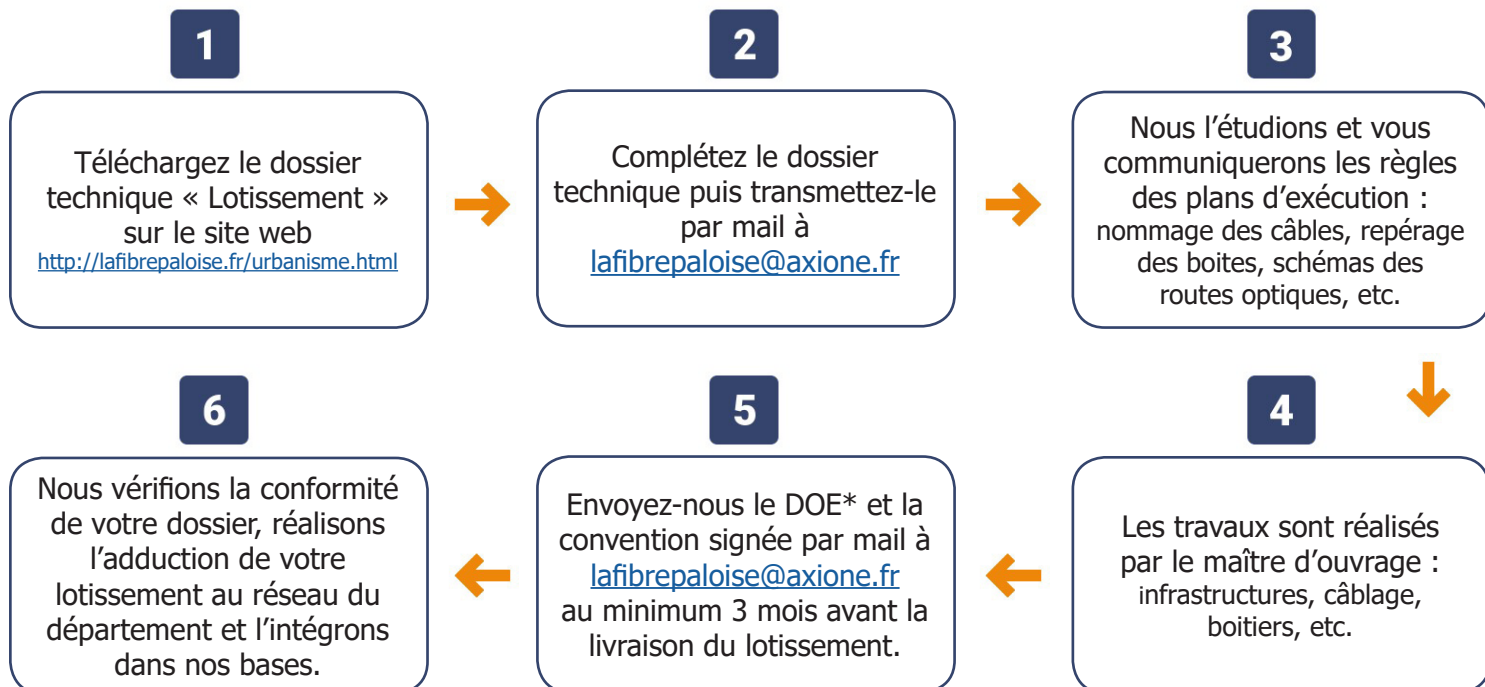 1
Téléchargez le dossier
technique « Lotissement »
sur le site web
http://lafibrepaloise.fr/urbanisme.html
2
Complétez le dossier
technique puis transmettez-le
par mail à
lafibrepaloise@axione.fr
3
Nous l’étudions et vous
communiquerons les règles
des plans d’exécution :
nommage des câbles, repérage
des boites, schémas des
routes optiques, etc.
4
Les travaux sont réalisés
par le maître d’ouvrage :
infrastructures, câblage,
boitiers, etc.
5
Envoyez-nous le DOE* et la
convention signée par mail à
lafibrepaloise@axione.fr
au minimum 3 mois avant la
livraison du lotissement.
6
Nous vérifions la conformité
de votre dossier, réalisons
l’adduction de votre
lotissement au réseau du
département et l’intégrons
dans nos bases.